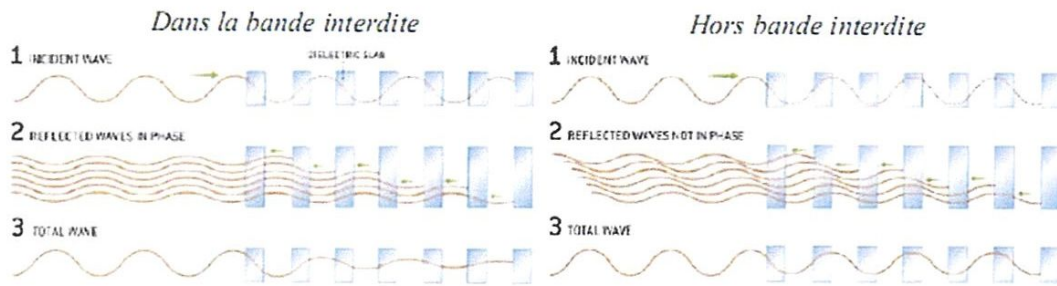 Dans la bande interdite
1 INCIDENT WAVE
DIELECTRIC SLAB
2 REFLECTED WAVES IN PHASE
3 TOTAL WAVE
Hors bande interdite
1 INCIDENT WAVE
2 REFLECTED WAVES NOT IN PHASE
3 TOTAL WAVE